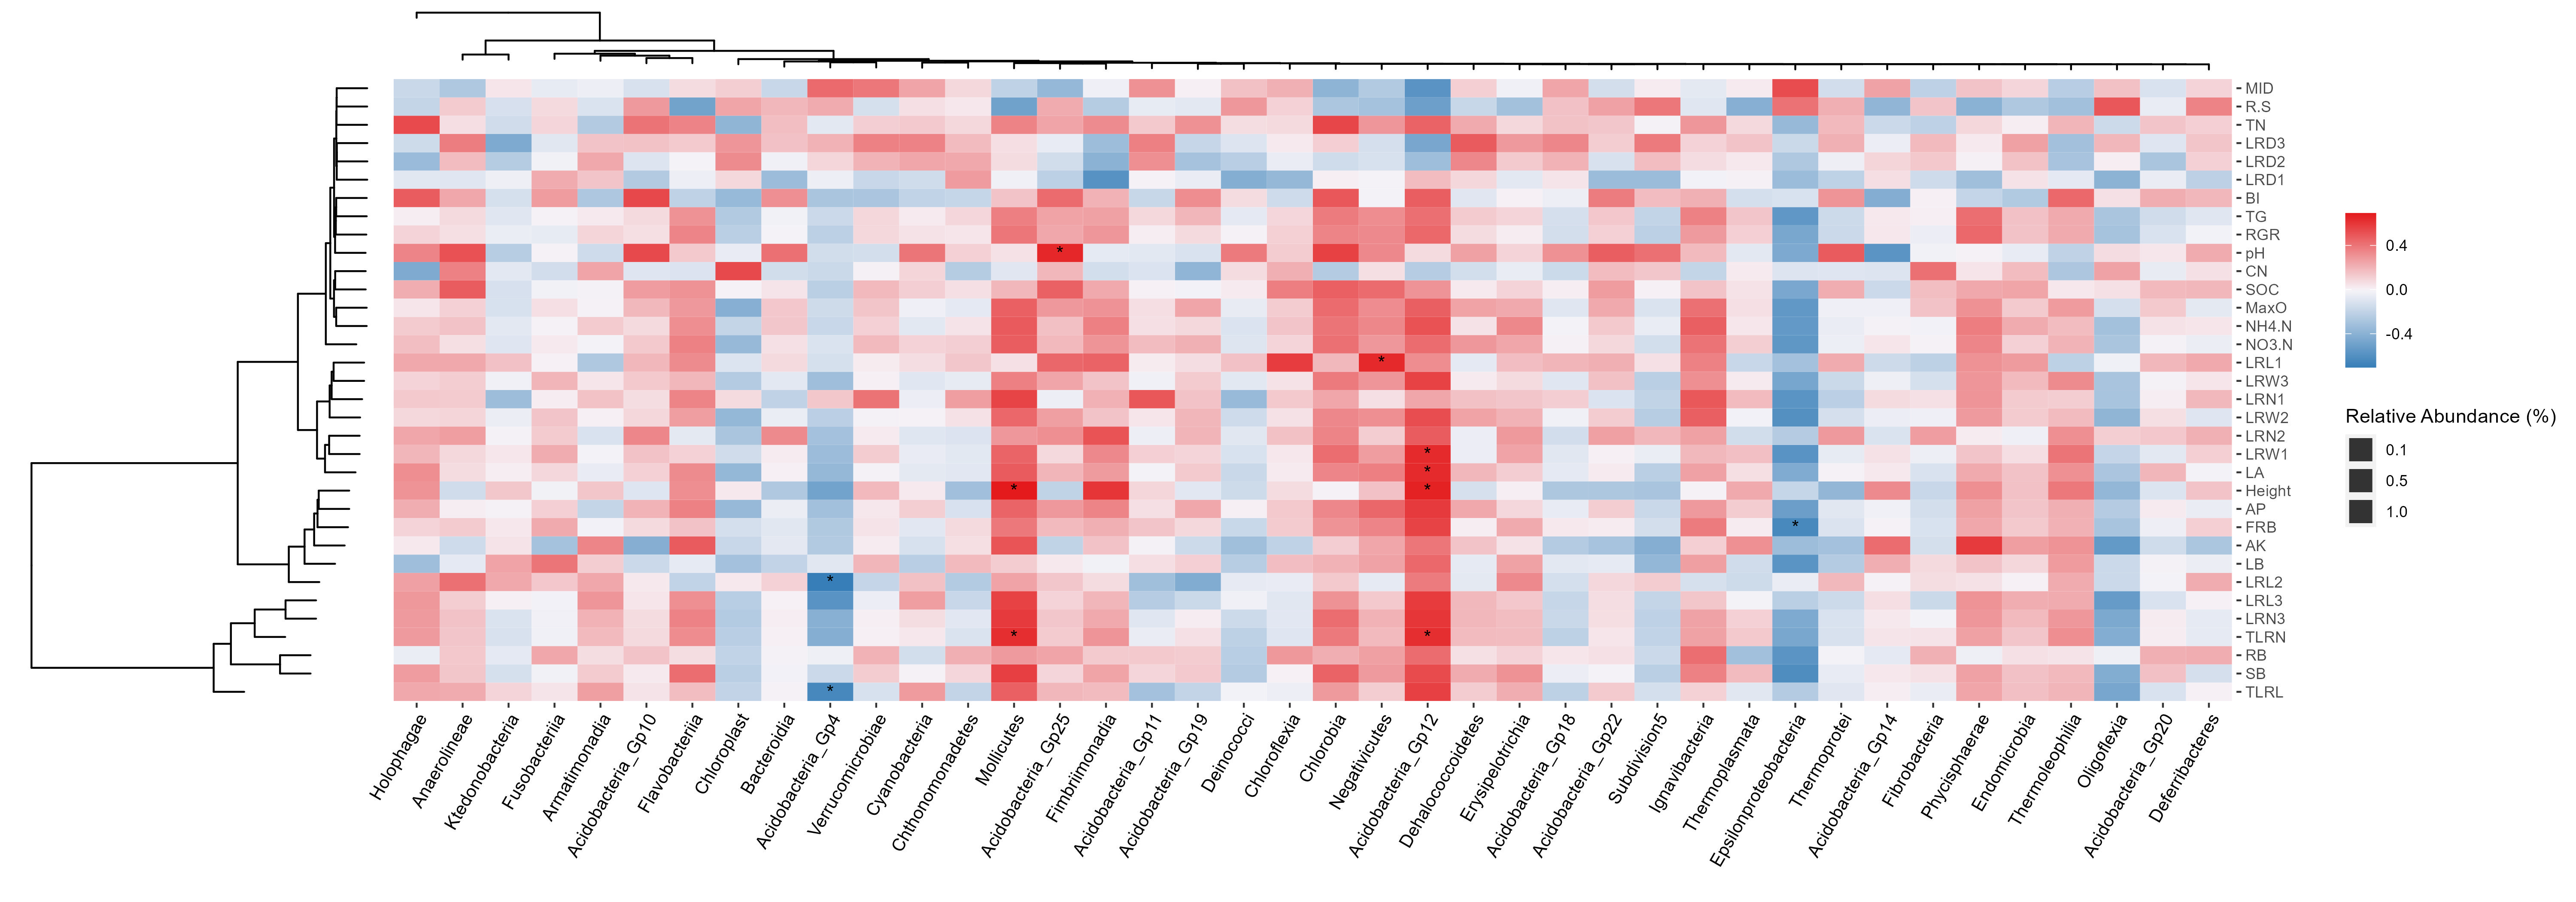 MID
R.S
TN
LRD3
LRD2
LRD1
BI
TG
RGR
* pH
CN
SOC
MaxO
NH4.N
NO3.N
* LRL1
LRW3
LRN1
LRW2
LRN2
* LRW1
* LA
* * Height
AP
* FRB
AK
LB
* LRL2
LRL3
LRN3
* * TLRN
RB
SB
* TLRL
Holophagae
Anaerolineae
Ktedonobacteria
Fusobacteriia
Armatimonadia
Acidobacteria_Gp10
Flavobacteriia
Chloroplast
Bacteroidia
Acidobacteria_Gp4
Verrucomicrobiae
Cyanobacteria
Chthonomonadetes
Mollicutes
Acidobacteria_Gp25
Fimbriimonadia
Acidobacteria_Gp11
Acidobacteria_Gp19
Deinococci
Chloroflexia
Chlorobia
Negativicutes
Acidobacteria_Gp12
Dehalococcoidetes
Erysipelotrichia
Acidobacteria_Gp18
Acidobacteria_Gp22
Subdivision5
Ignavibacteria
Thermoplasmata
Epsilonproteobacteria
Thermoprotei
Acidobacteria_Gp14
Fibrobacteria
Phycisphaerae
Endomicrobia
Thermoleophilia
Oligoflexia
Acidobacteria_Gp20
Deferribacteres
0.4
0.0
-0.4
Relative Abundance (%)
0.1
0.5
1.0